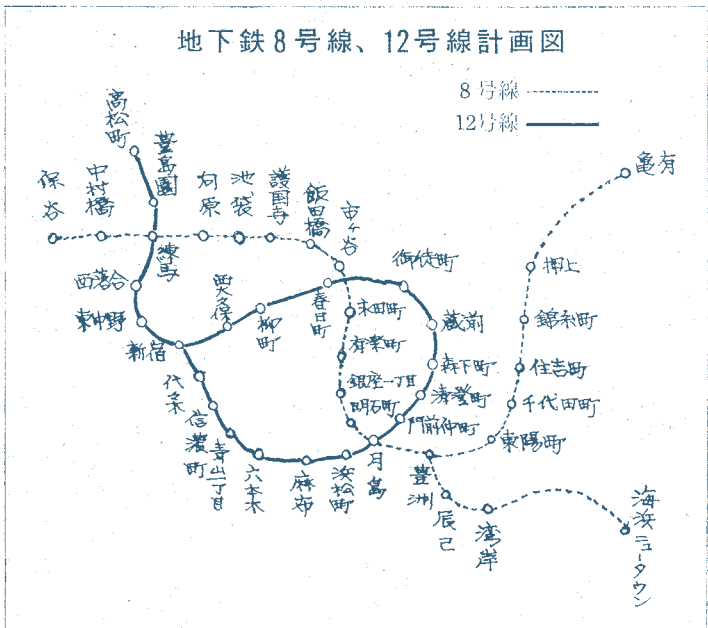 地下鉄8号線、12号線計画図
8号線
12号線
高松町
豊島園
保谷
中村橋
練馬
向原
池袋
護国寺
飯田橋
市ヶ谷
亀有
西落合
東中野
新宿
西大久保
柳町
春日町
御徒町
蔵前
森下町
清澄町
門前仲町
本田町
有楽町
銀座一丁目
明石町
押上
錦糸町
住吉町
千代田町
東陽町
代々木
信濃町
青山一丁目
六本木
麻布
浜松町
月島
豊洲
辰己
湾岸
海浜ニュータウン